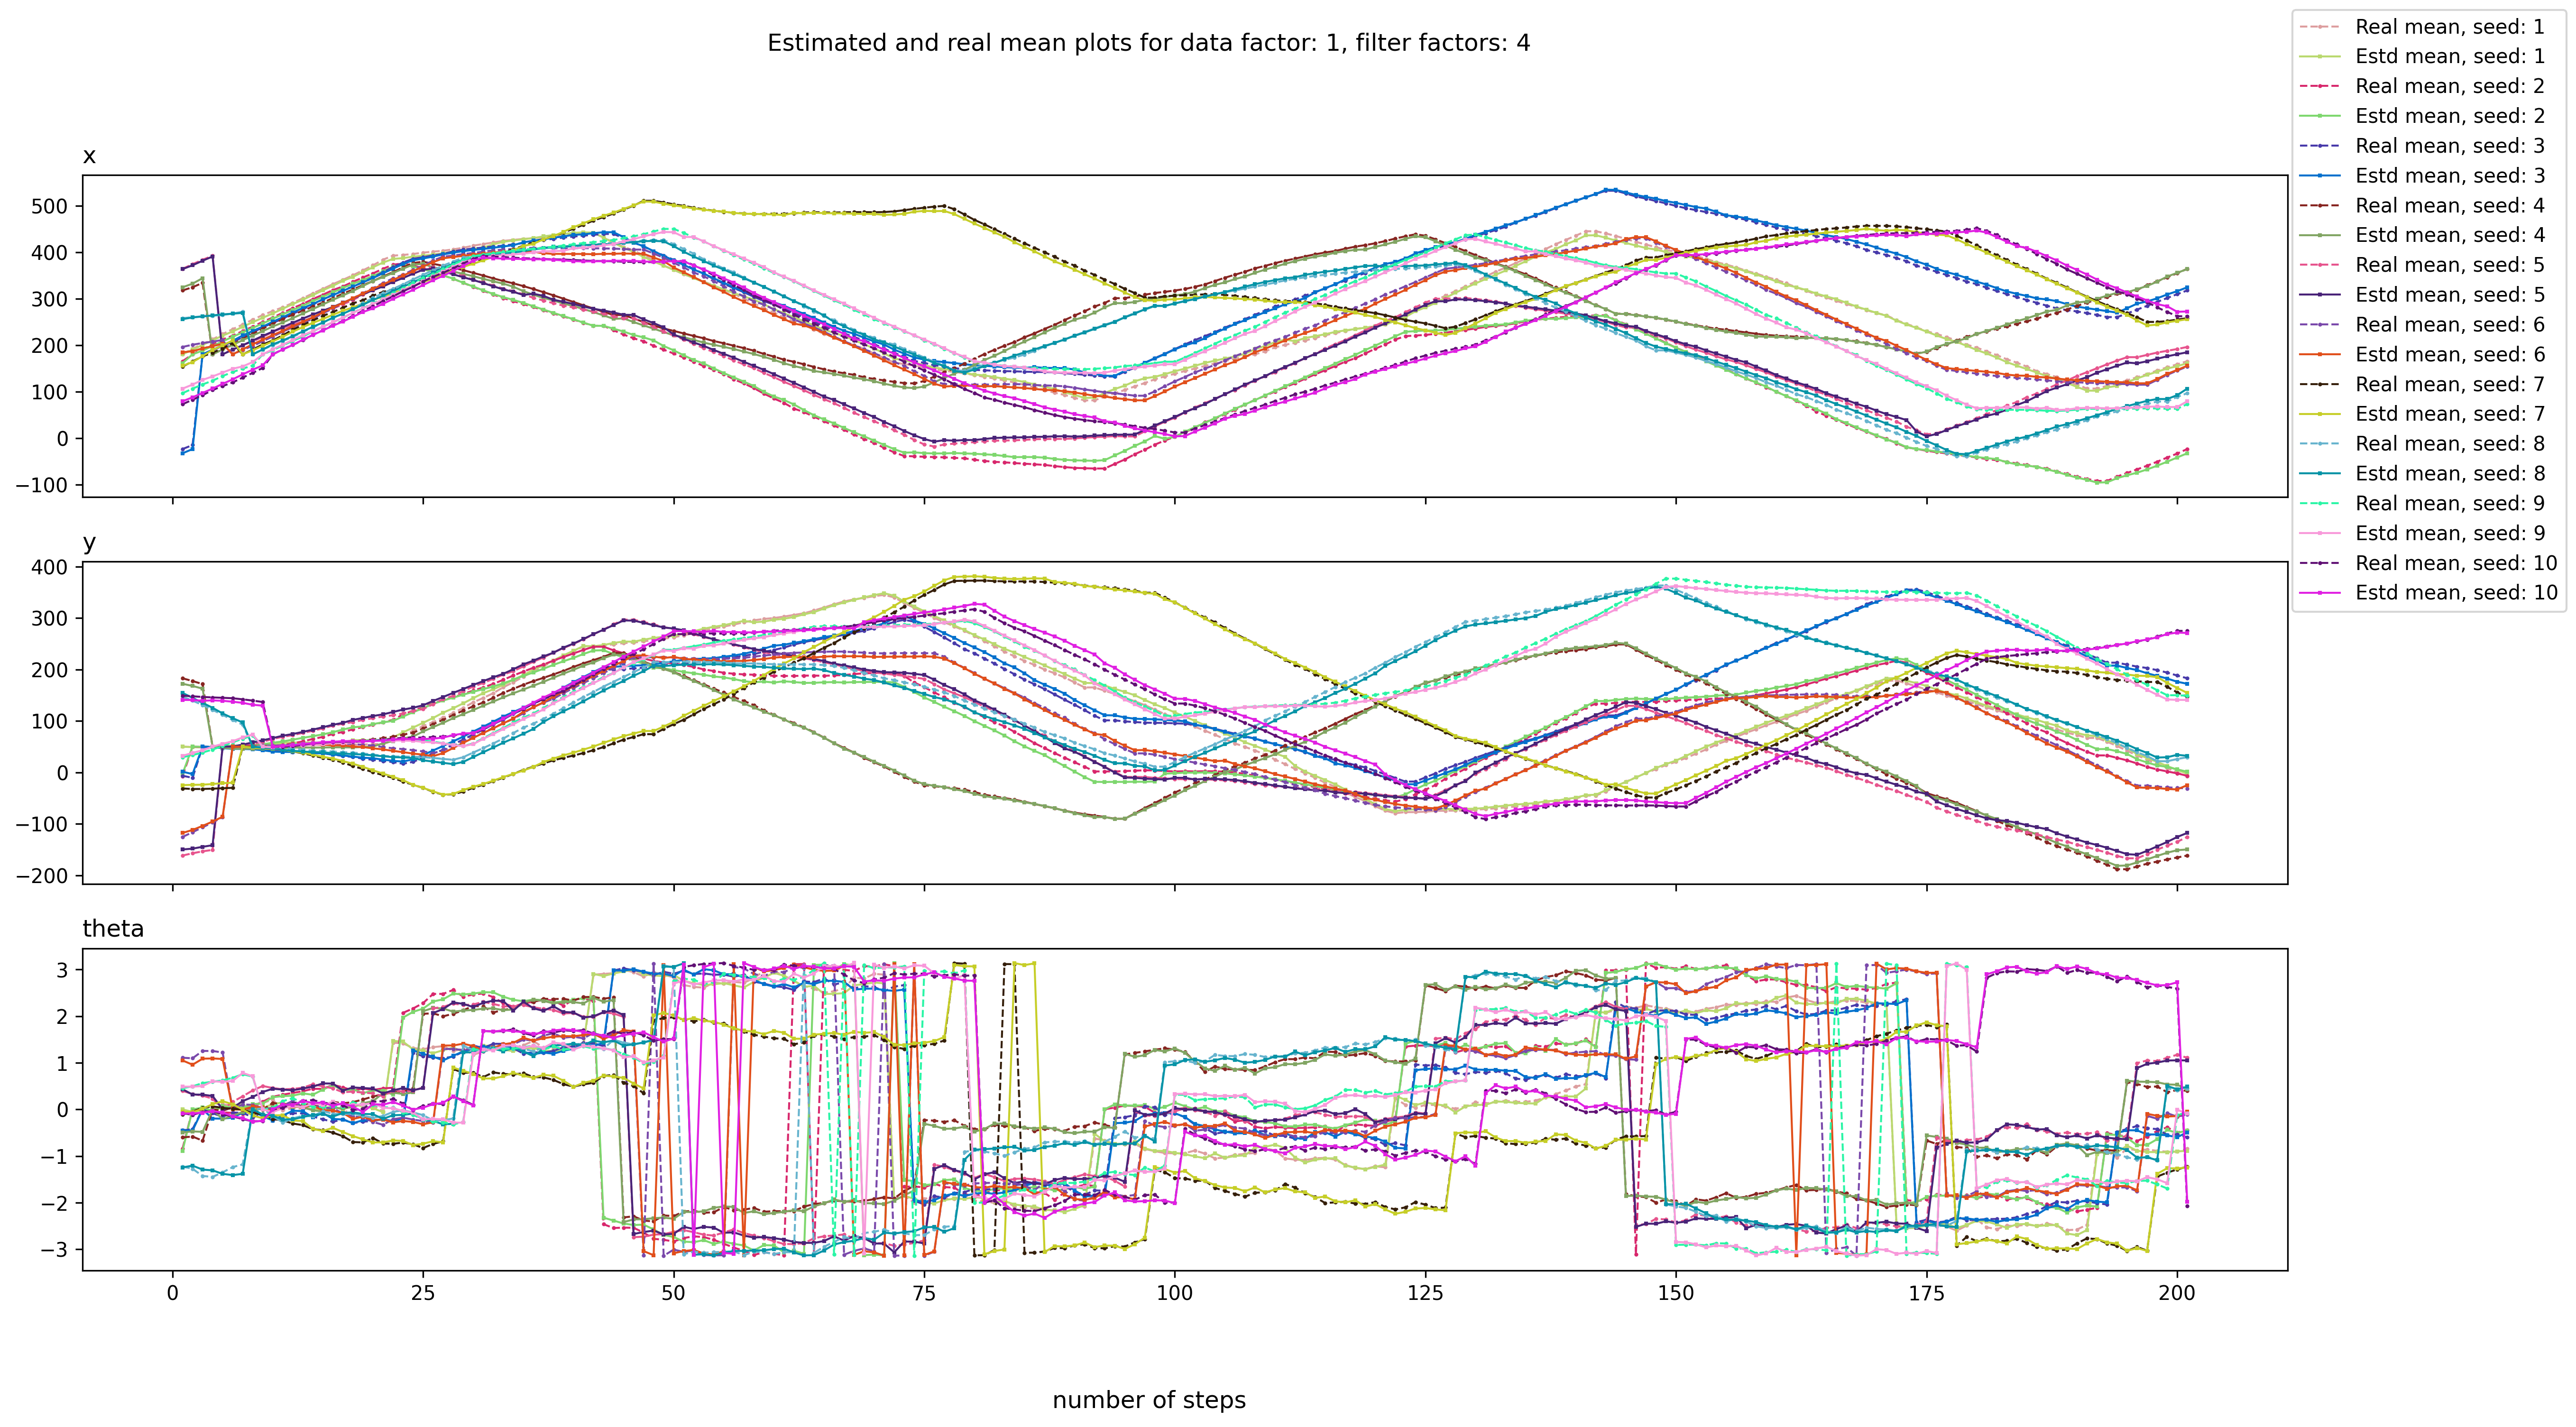 Estimated and real mean plots for data factor: 1, filter factors: 4
Real mean, seed: 1
Estd mean, seed: 1
Real mean, seed: 2
Estd mean, seed: 2
Real mean, seed: 3
Estd mean, seed: 3
Real mean, seed: 4
Estd mean, seed: 4
Real mean, seed: 5
Estd mean, seed: 5
Real mean, seed: 6
Estd mean, seed: 6
Real mean, seed: 7
Estd mean, seed: 7
Real mean, seed: 8
Estd mean, seed: 8
Real mean, seed: 9
Estd mean, seed: 9
Real mean, seed: 10
Estd mean, seed: 10
x
500
400
300
200
100
0
−100
y
400
300
200
100
0
−100
−200
theta
3
2
1
0
−1
−2
−3
0 25 50 75 100 125 150 175 200
number of steps